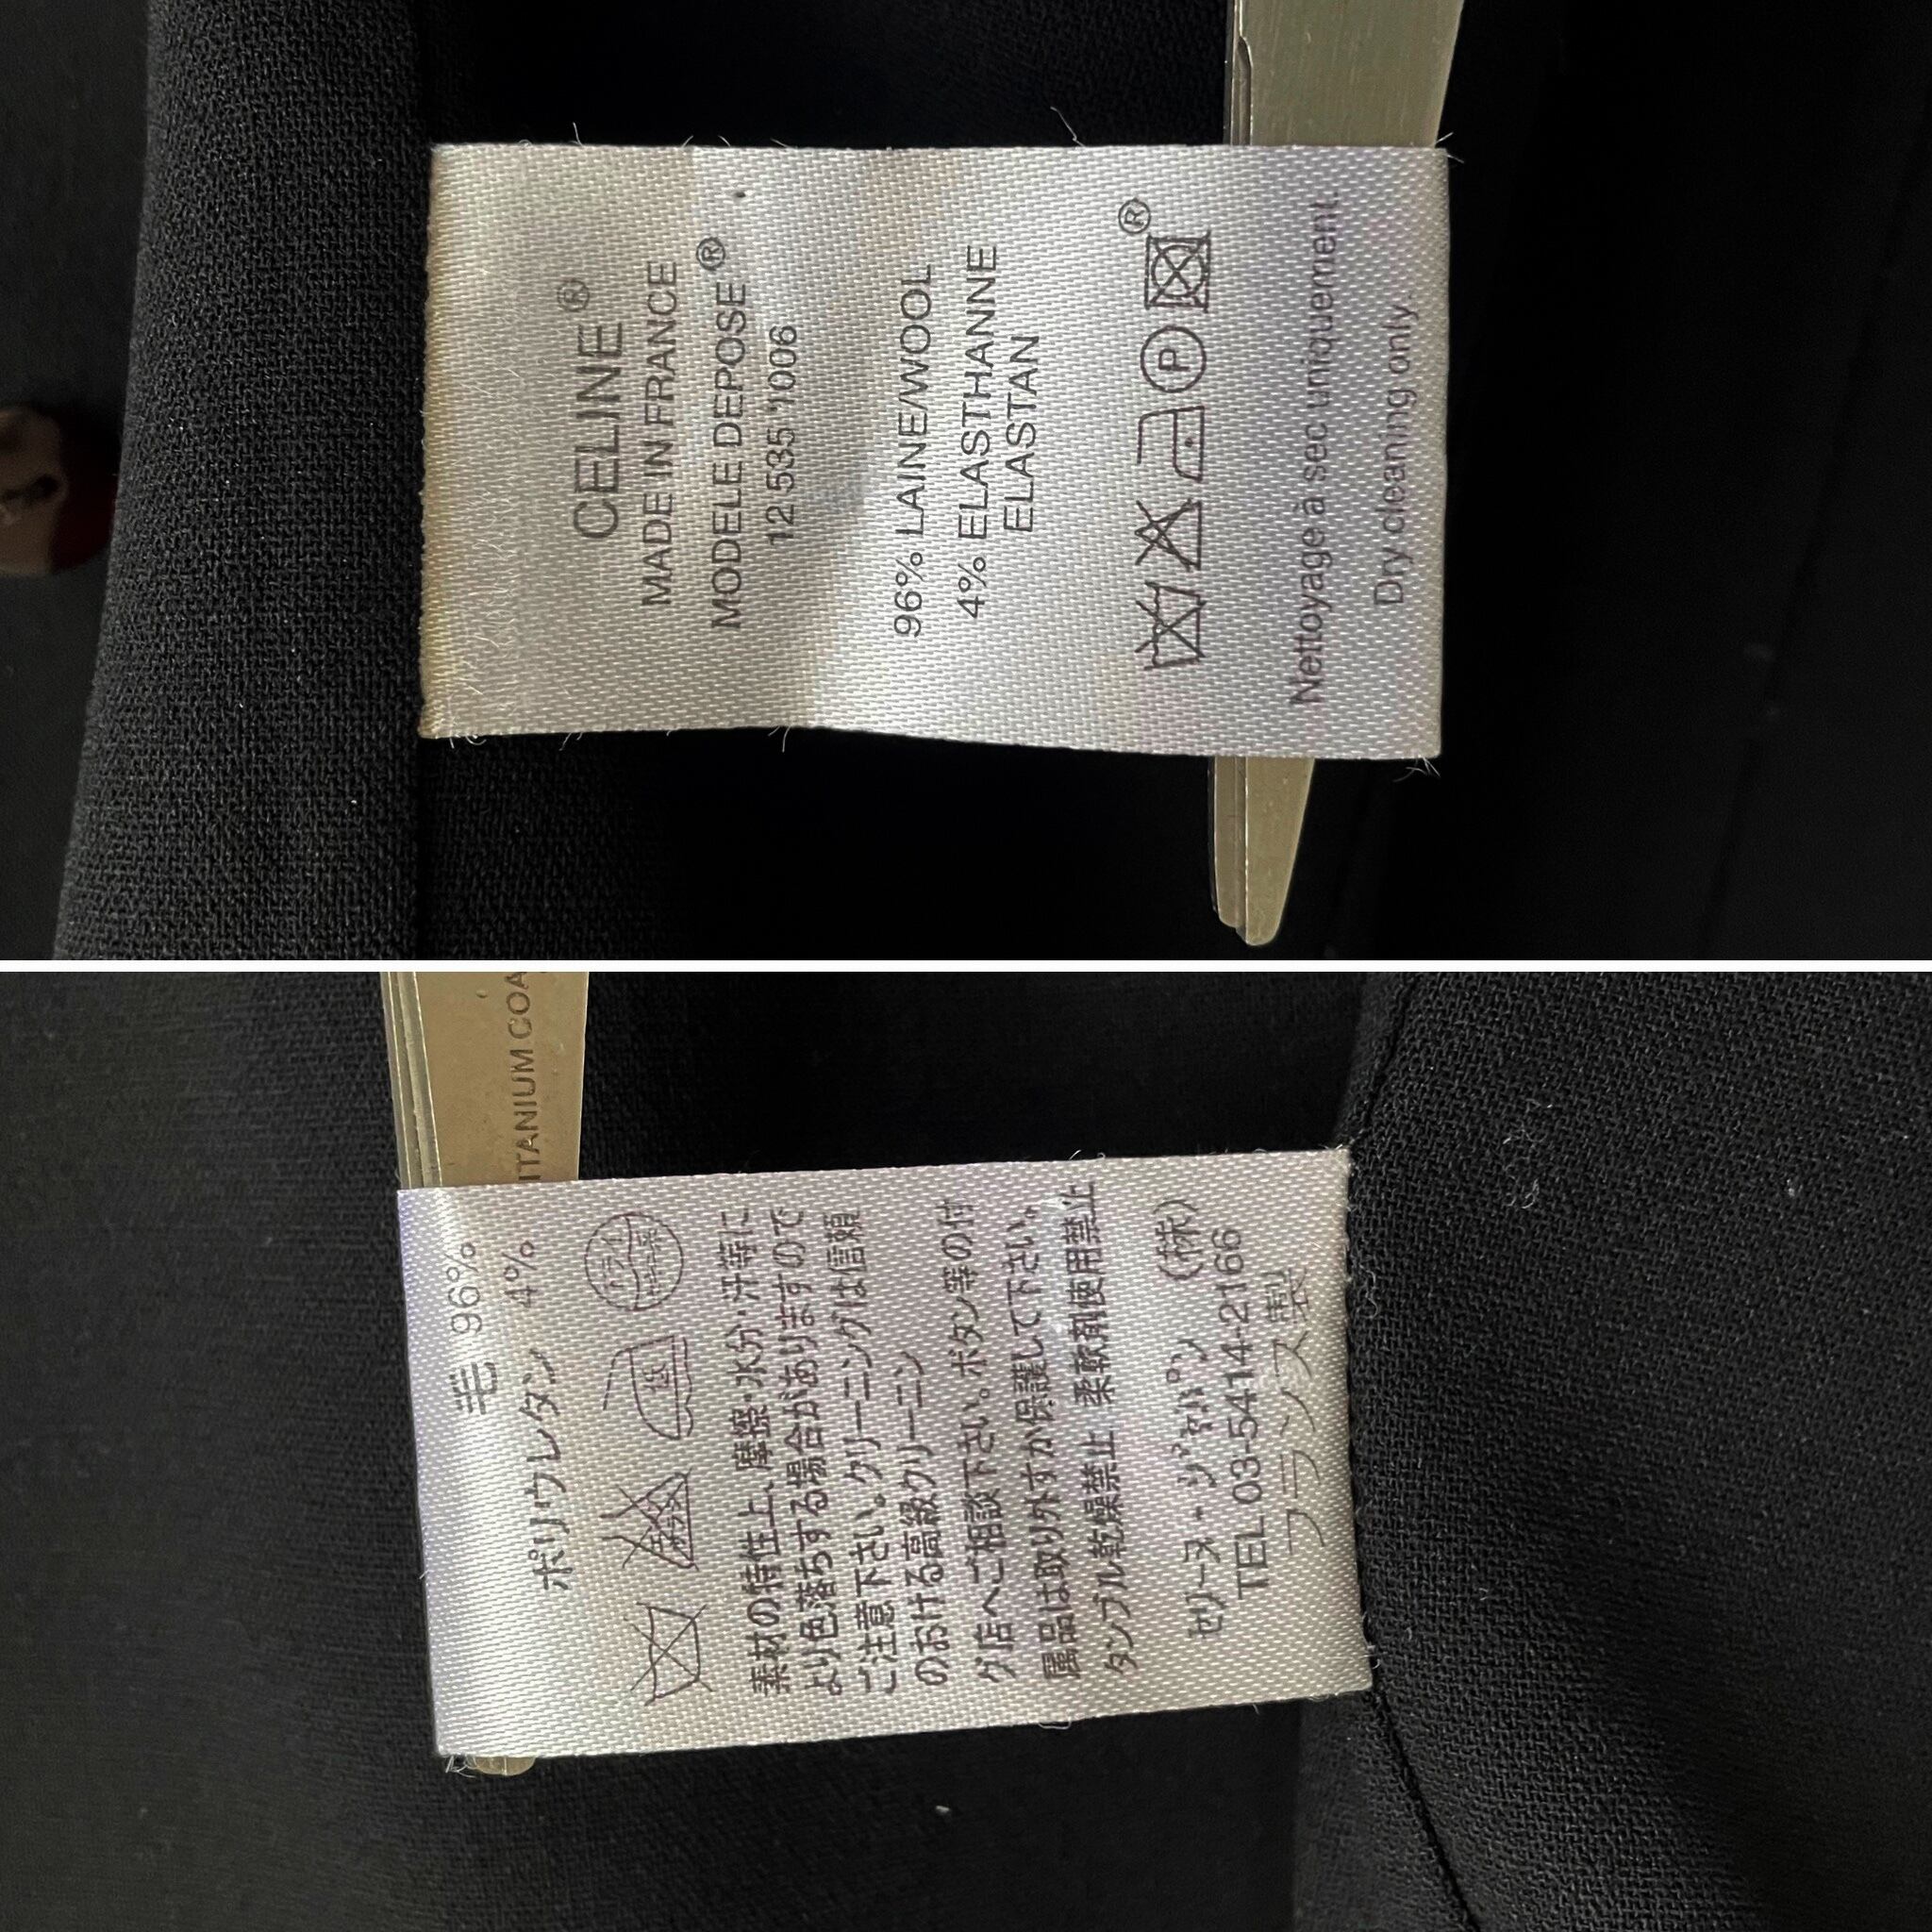 CELINE®
MADE IN FRANCE
MODELE DEPOSE®
12 535 1006
96% LAINE/WOOL
4% ELASTHANNE
ELASTAN
P
®
Nettoyage à sec uniquement.
Dry cleaning only.
ITANIUM COA
毛 96%
ポリウレタン 4%
素材の特性上、摩擦・水分・汗等に
より色落ちする場合がありますので
ご注意下さい。クリーニングは信頼
のおける高級クリーニン
グ店へご相談下さい。ボタン等の付
属品は取り外すか保護して下さい。
タンブル乾燥禁止 柔軟剤使用禁止
セリーヌ・ジャパン (株)
TEL 03-5414-2166
フランス製